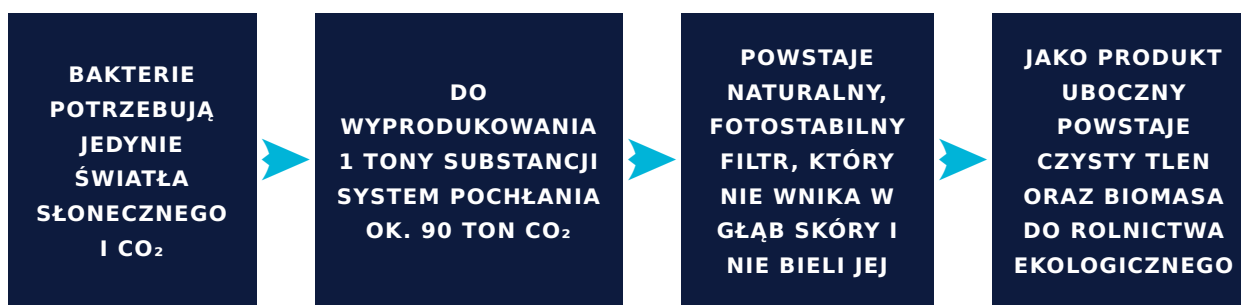 BAKTERIE
POTRZEBUJĄ
JEDYNIE
ŚWIATŁA
SŁONECZNEGO
I CO₂
DO
WYPRODUKOWANIA
1 TONY SUBSTANCJI
SYSTEM POCHŁANIA
OK. 90 TON CO₂
POWSTAJE
NATURALNY,
FOTOSTABILNY
FILTR, KTÓRY
NIE WNIKA W
GŁĄB SKÓRY I
NIE BIELI JEJ
JAKO PRODUKT
UBOCZNY
POWSTAJE
CZYSTY TLEN
ORAZ BIOMASA
DO ROLNICTWA
EKOLOGICZNEGO